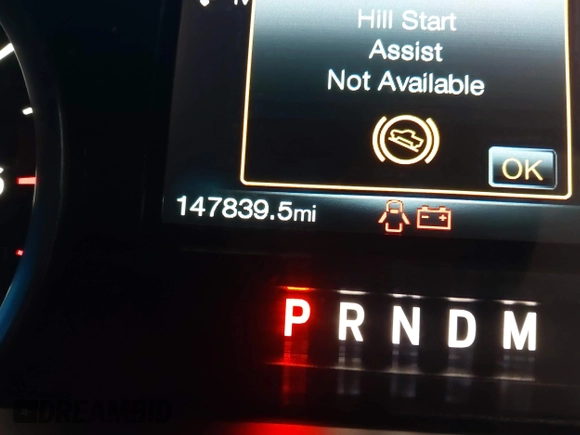 Hill Start
Assist
Not Available
OK
147839.5mi
P R N D M
DREAMBID